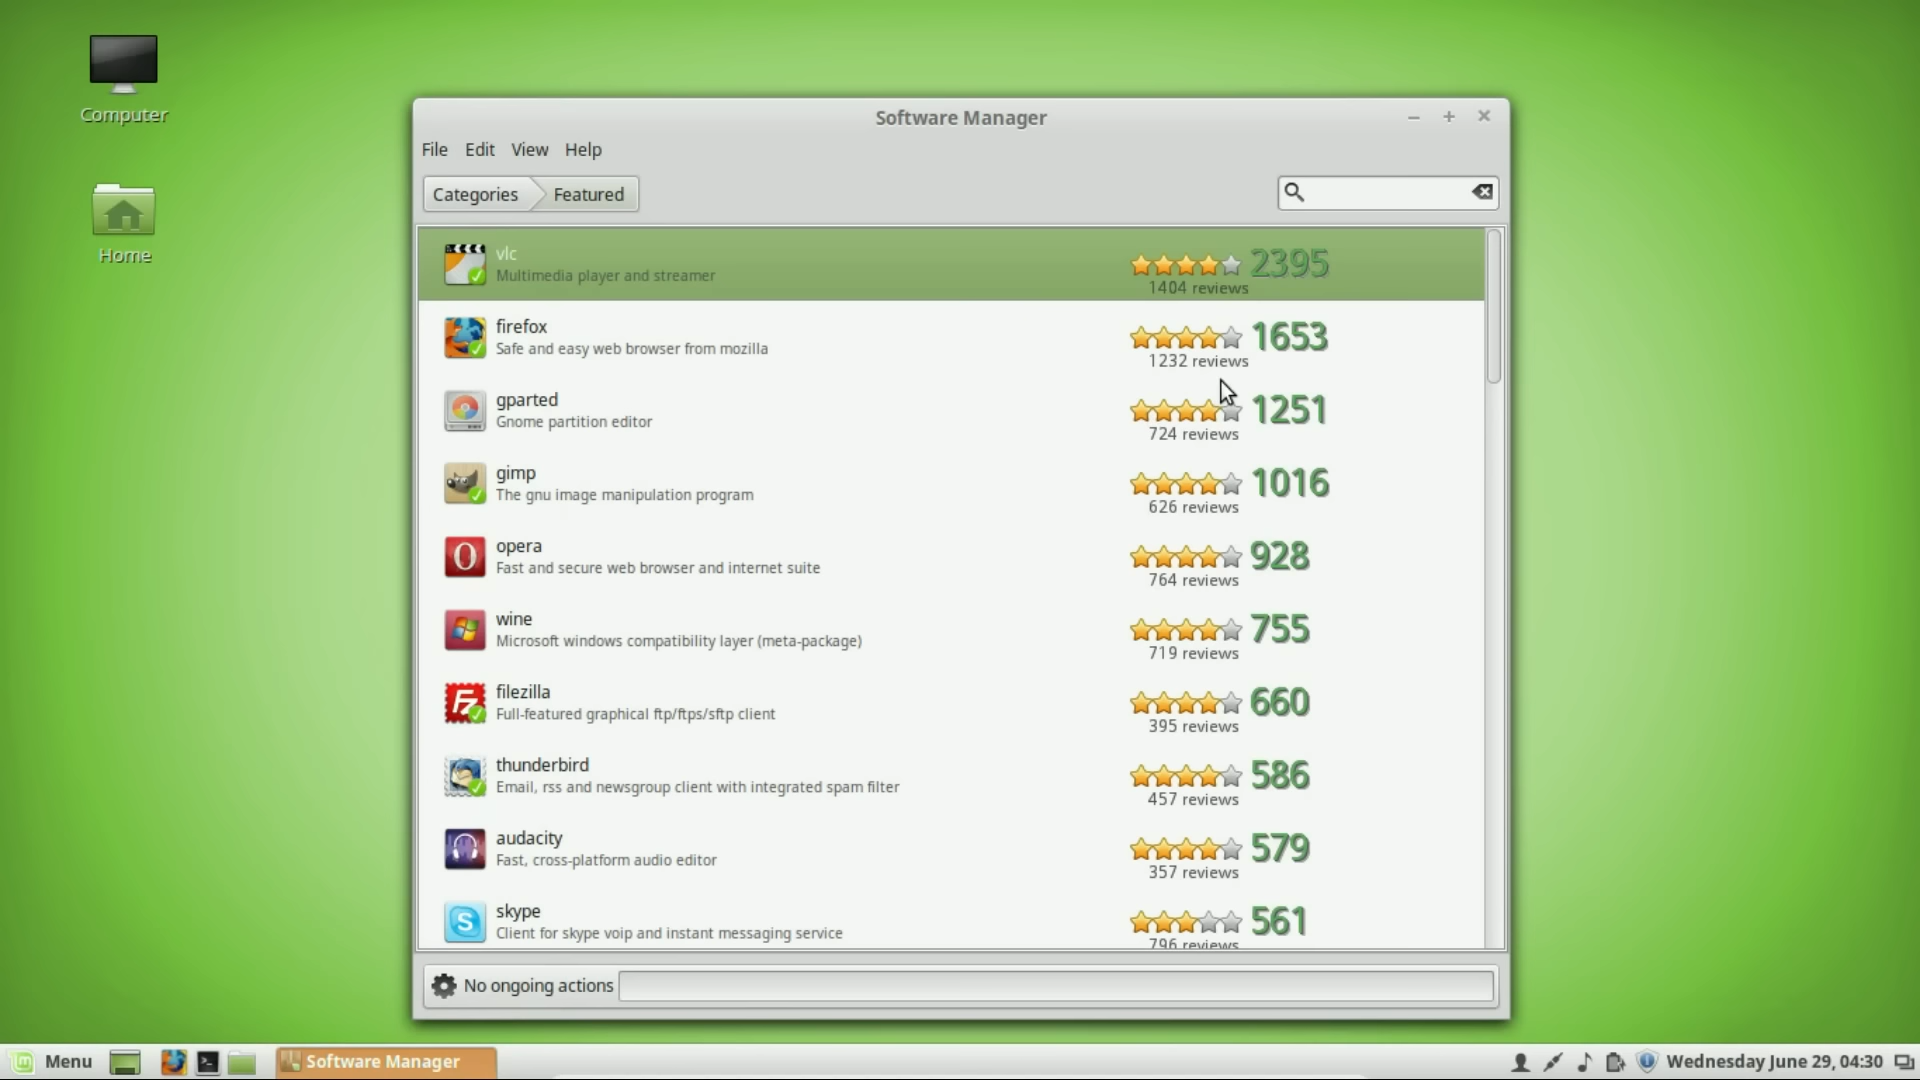 Computer
Home
Software Manager
File Edit View Help
Categories Featured
vlc
Multimedia player and streamer
2395
1404 reviews
firefox
Safe and easy web browser from mozilla
1653
1232 reviews
gparted
Gnome partition editor
1251
724 reviews
gimp
The gnu image manipulation program
1016
626 reviews
opera
Fast and secure web browser and internet suite
928
764 reviews
wine
Microsoft windows compatibility layer (meta-package)
755
719 reviews
filezilla
Full-featured graphical ftp/ftps/sftp client
660
395 reviews
thunderbird
Email, rss and newsgroup client with integrated spam filter
586
457 reviews
audacity
Fast, cross-platform audio editor
579
357 reviews
skype
Client for skype voip and instant messaging service
561
796 reviews
No ongoing actions
Menu Software Manager Wednesday June 29, 04:30